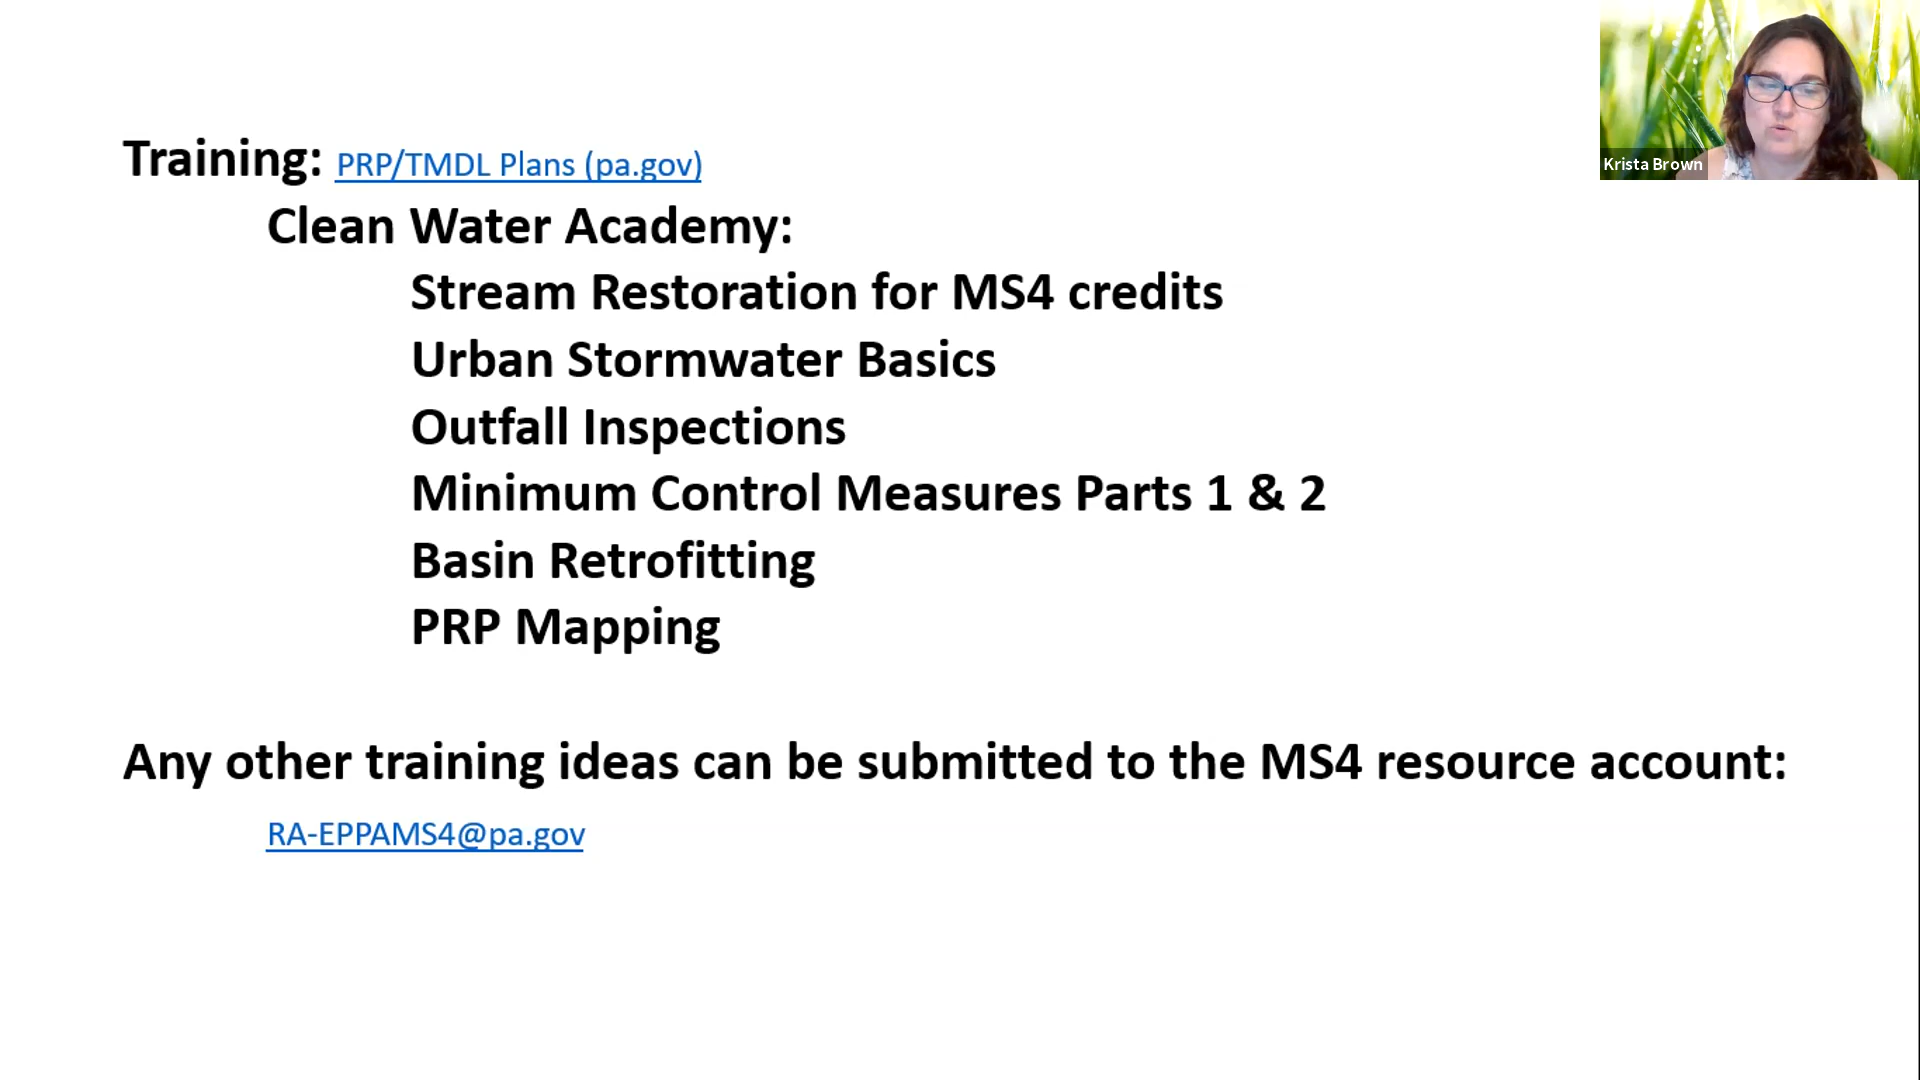 Training: PRP/TMDL Plans (pa.gov)
Clean Water Academy:
Stream Restoration for MS4 credits
Urban Stormwater Basics
Outfall Inspections
Minimum Control Measures Parts 1 & 2
Basin Retrofitting
PRP Mapping
Any other training ideas can be submitted to the MS4 resource account:
RA-EPPAMS4@pa.gov
Krista Brown